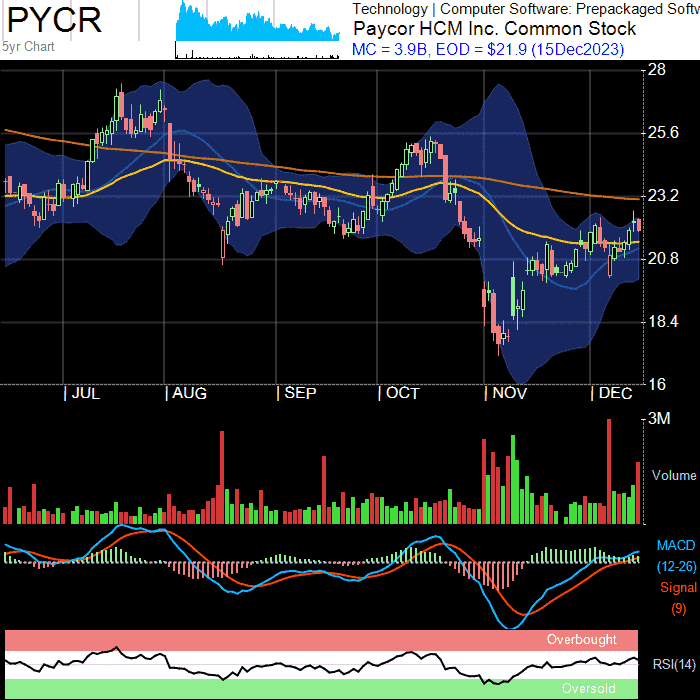 PYCR
5yr Chart
Technology | Computer Software: Prepackaged Softw
Paycor HCM Inc. Common Stock
MC = 3.9B, EOD = $21.9 (15Dec2023)
28
25.6
23.2
20.8
18.4
16
| JUL | AUG | SEP | OCT | NOV | DEC
3M
Volume
MACD
(12-26)
Signal
(9)
Overbought
RSI(14)
Oversold